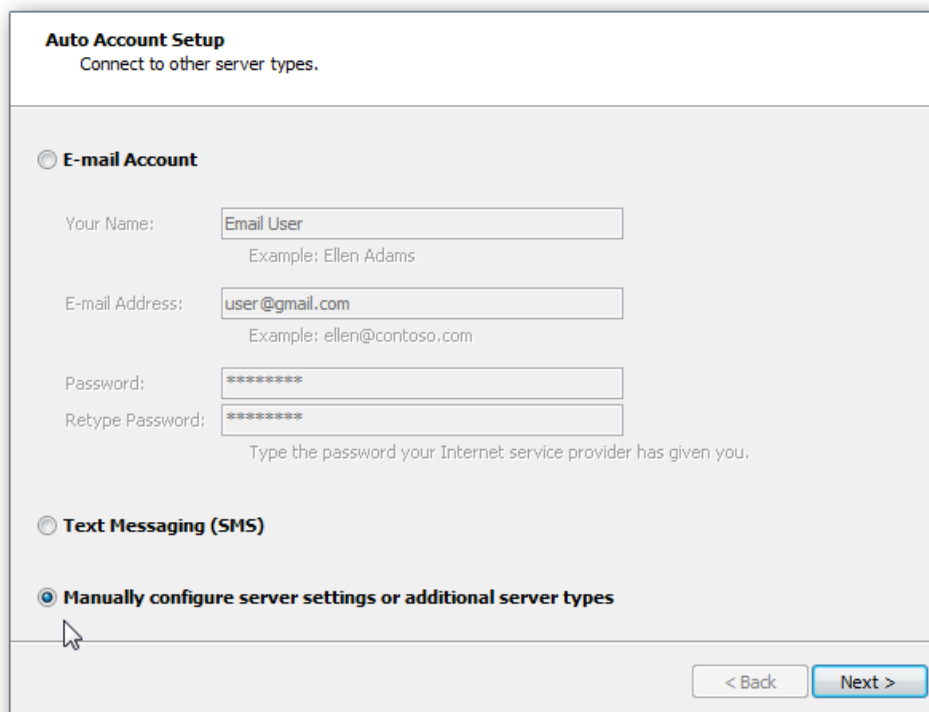 Auto Account Setup
Connect to other server types.
E-mail Account
Your Name:
Email User
Example: Ellen Adams
E-mail Address:
user@gmail.com
Example: ellen@contoso.com
Password:
********
Retype Password:
********
Type the password your Internet service provider has given you.
Text Messaging (SMS)
Manually configure server settings or additional server types
< Back
Next >